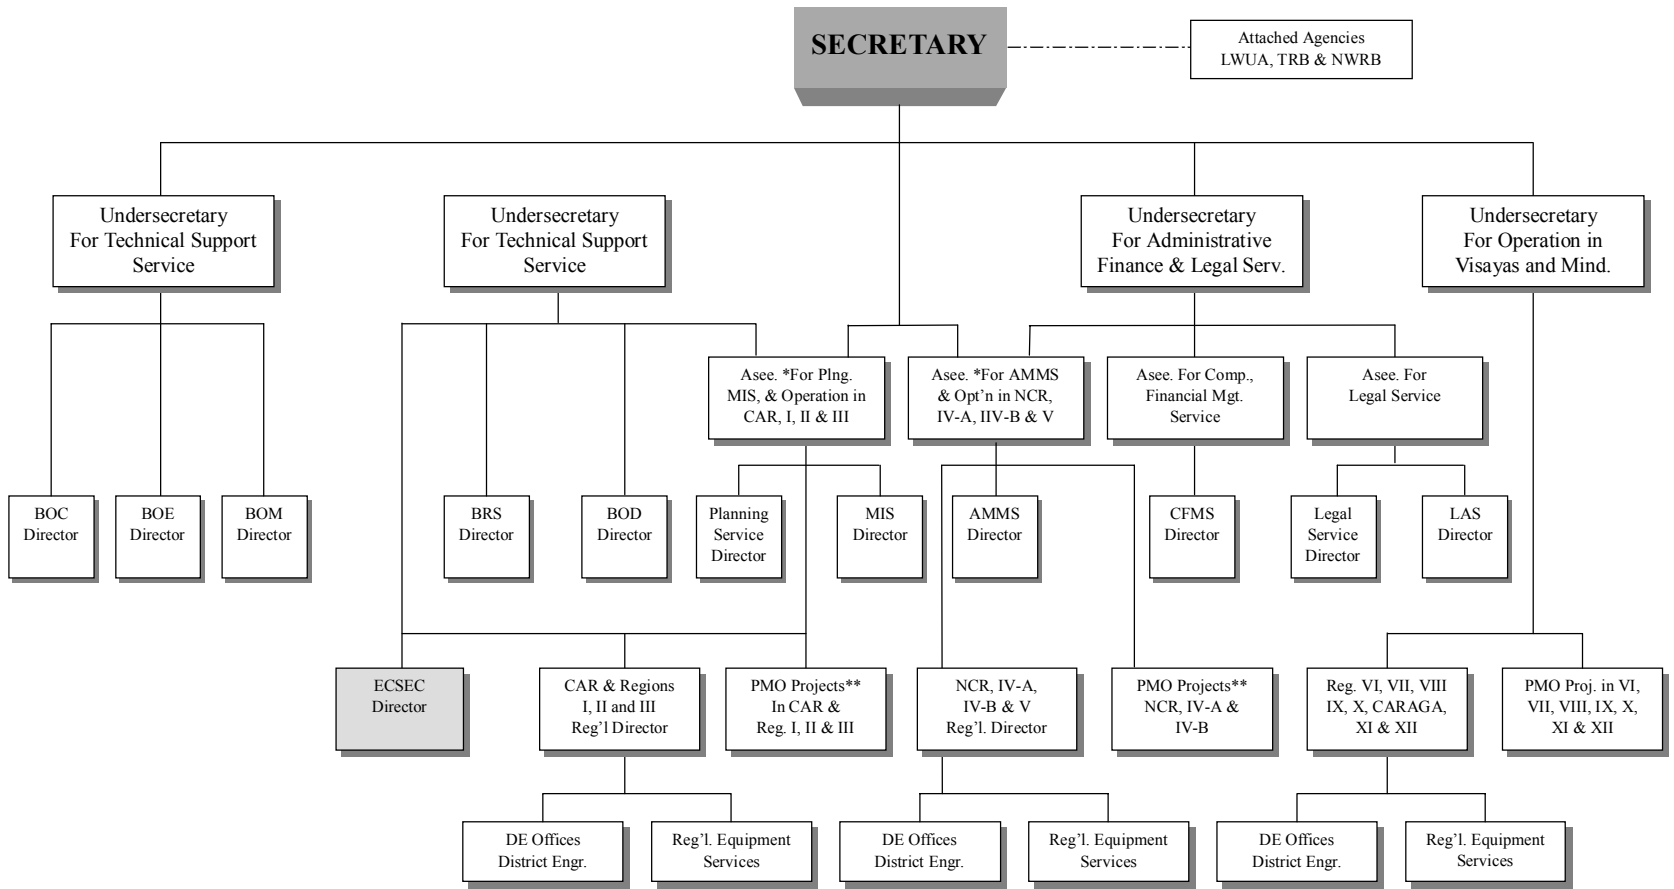 SECRETARY
Attached Agencies
LWUA, TRB & NWRB
Undersecretary
For Technical Support
Service
Undersecretary
For Technical Support
Service
Undersecretary
For Administrative
Finance & Legal Serv.
Undersecretary
For Operation in
Visayas and Mind.
Asee. *For Plng.
MIS, & Operation in
CAR, I, II & III
Asee. *For AMMS
& Opt’n in NCR,
IV-A, IIV-B & V
Asee. For Comp.,
Financial Mgt.
Service
Asee. For
Legal Service
BOC
Director
BOE
Director
BOM
Director
BRS
Director
BOD
Director
Planning
Service
Director
MIS
Director
AMMS
Director
CFMS
Director
Legal
Service
Director
LAS
Director
ECSEC
Director
CAR & Regions
I, II and III
Reg’l Director
PMO Projects**
In CAR &
Reg. I, II & III
NCR, IV-A,
IV-B & V
Reg’l. Director
PMO Projects**
NCR, IV-A &
IV-B
Reg. VI, VII, VIII
IX, X, CARAGA,
XI & XII
PMO Proj. in VI,
VII, VIII, IX, X,
XI & XII
DE Offices
District Engr.
Reg’l. Equipment
Services
DE Offices
District Engr.
Reg’l. Equipment
Services
DE Offices
District Engr.
Reg’l. Equipment
Services